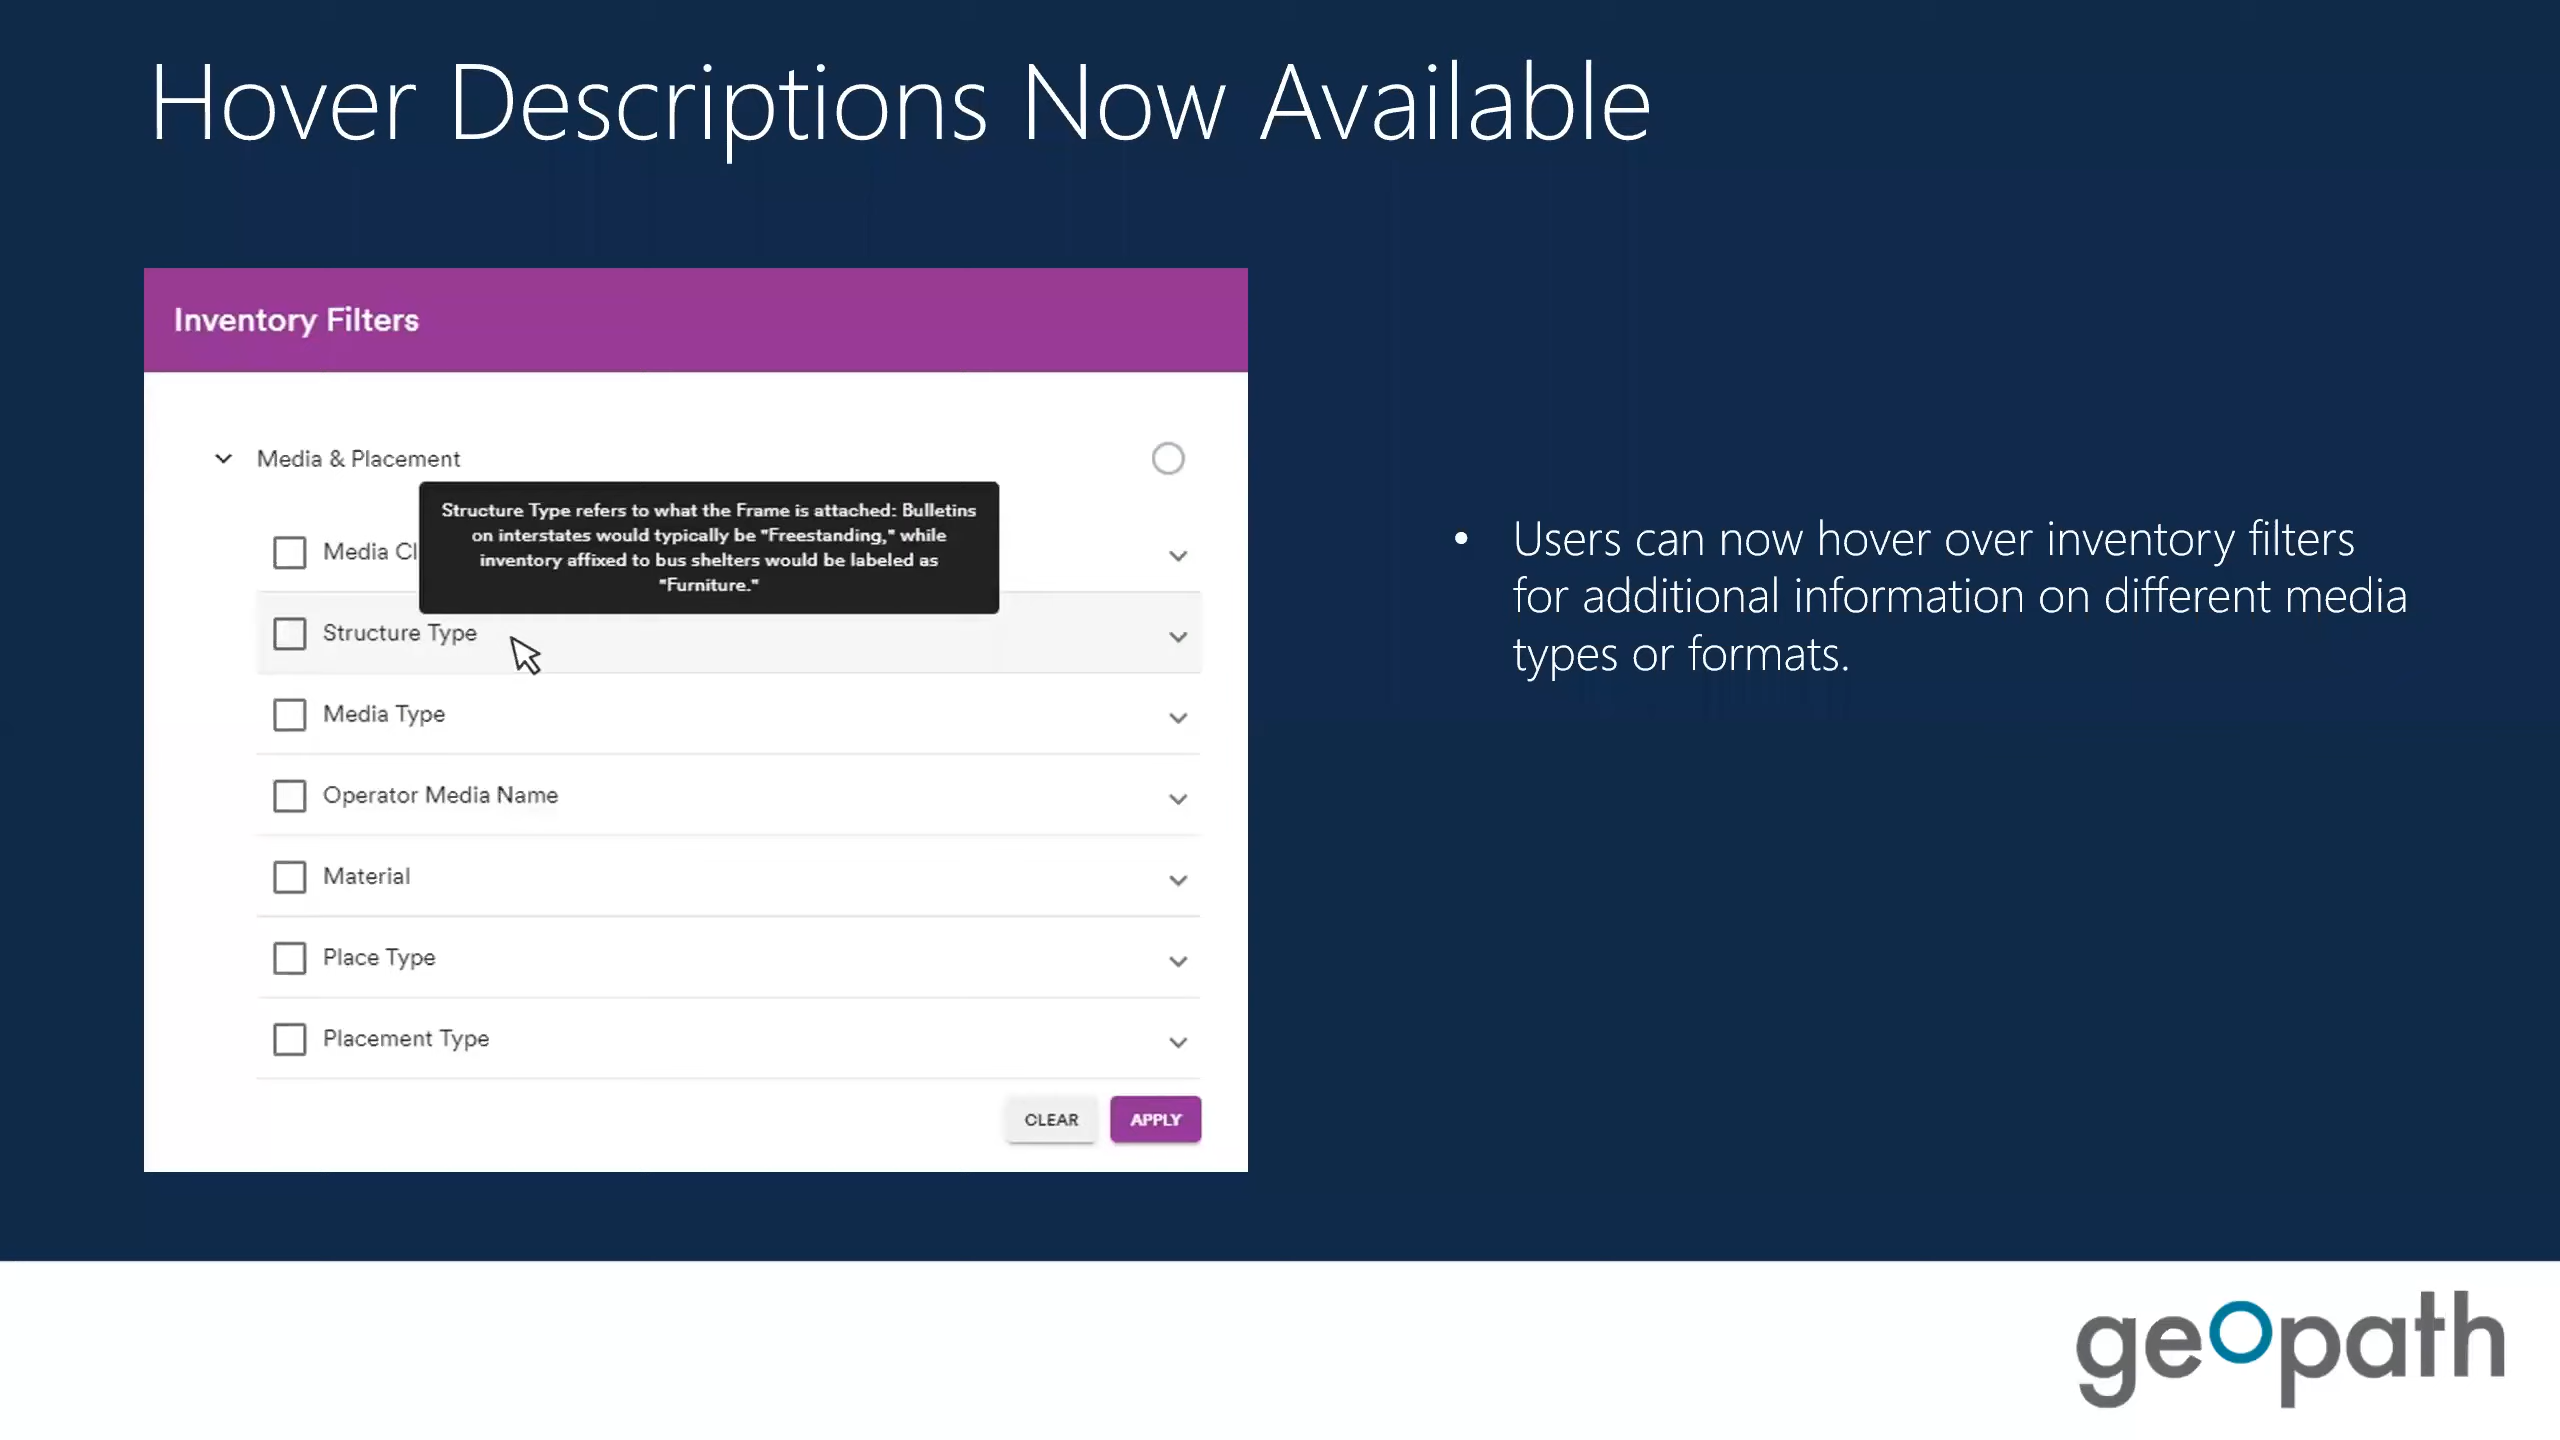 Hover Descriptions Now Available
Inventory Filters
Media & Placement
Structure Type refers to what the Frame is attached: Bulletins
on interstates would typically be "Freestanding," while
inventory affixed to bus shelters would be labeled as
"Furniture."
Media Cl
Structure Type
Media Type
Operator Media Name
Material
Place Type
Placement Type
CLEAR
APPLY
• Users can now hover over inventory filters
for additional information on different media
types or formats.
geopath